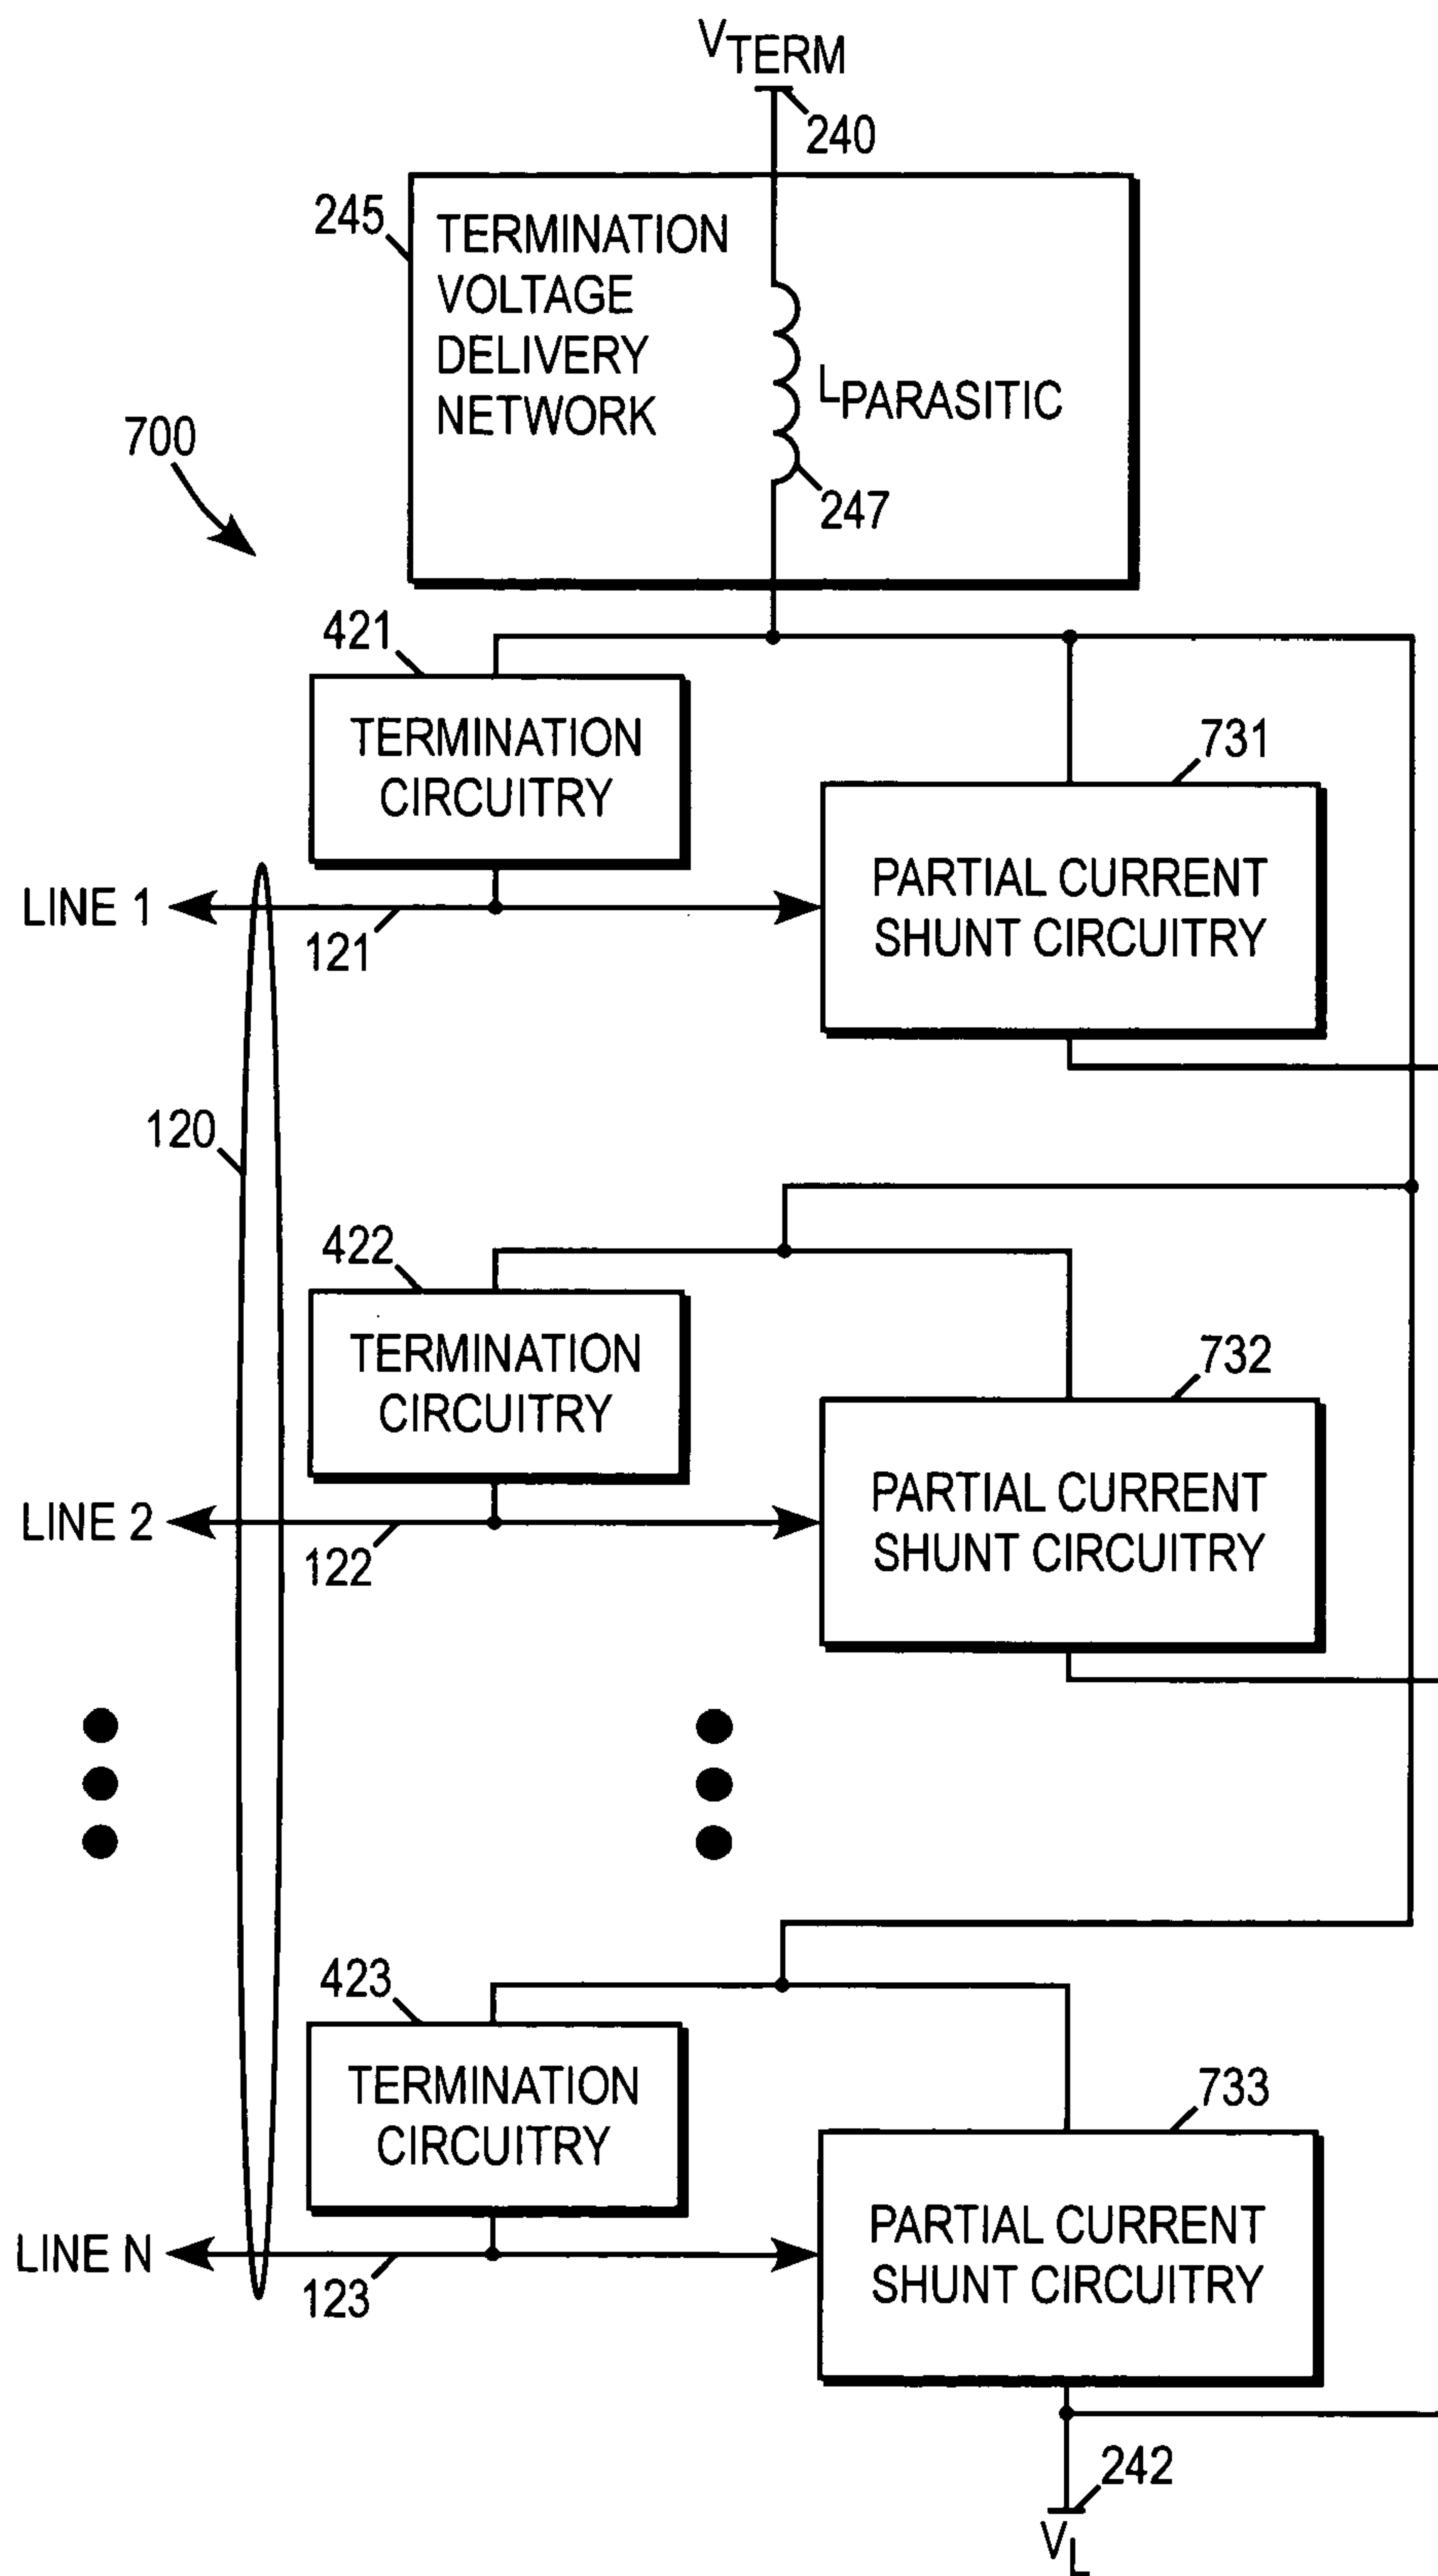 VTERM
240
245
TERMINATION
VOLTAGE
DELIVERY
NETWORK
LPARASITIC
247
700
421
TERMINATION
CIRCUITRY
731
PARTIAL CURRENT
SHUNT CIRCUITRY
LINE 1
121
120
422
TERMINATION
CIRCUITRY
732
PARTIAL CURRENT
SHUNT CIRCUITRY
LINE 2
122
423
TERMINATION
CIRCUITRY
733
PARTIAL CURRENT
SHUNT CIRCUITRY
LINE N
123
242
VL